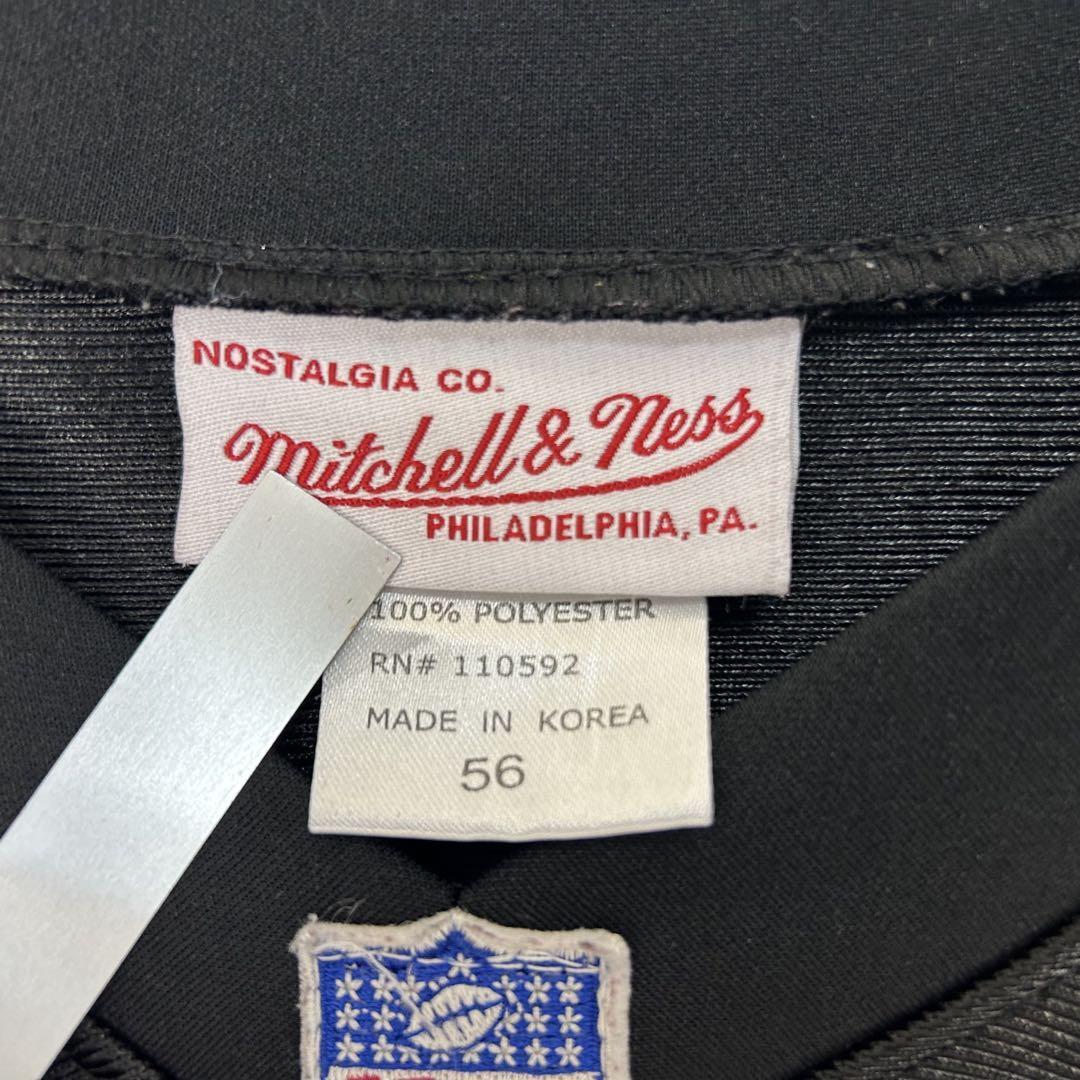 NOSTALGIA CO.
Mitchell & Ness
PHILADELPHIA, PA.
100% POLYESTER
RN# 110592
MADE IN KOREA
56